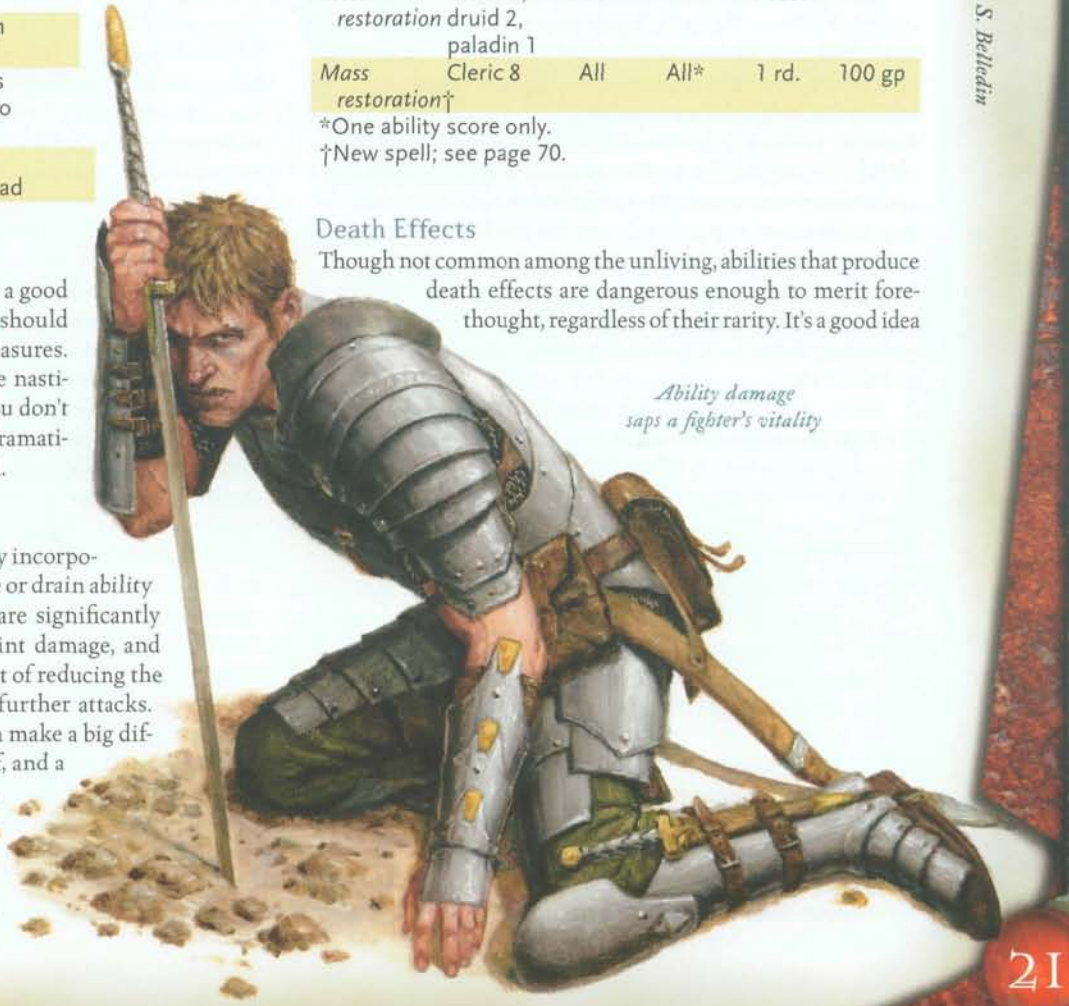 n
s
o
ad
a good
should
asures.
e nasti-
u don't
ramati-
.
y incorpo-
or drain ability
are significantly
int damage, and
t of reducing the
further attacks.
make a big dif-
, and a
restoration druid 2,
paladin 1
Mass Cleric 8 All All* 1 rd. 100 gp
restoration†
*One ability score only.
†New spell; see page 70.
Death Effects
Though not common among the unliving, abilities that produce
death effects are dangerous enough to merit fore-
thought, regardless of their rarity. It's a good idea
Ability damage
saps a fighter's vitality
S. Belledin
21